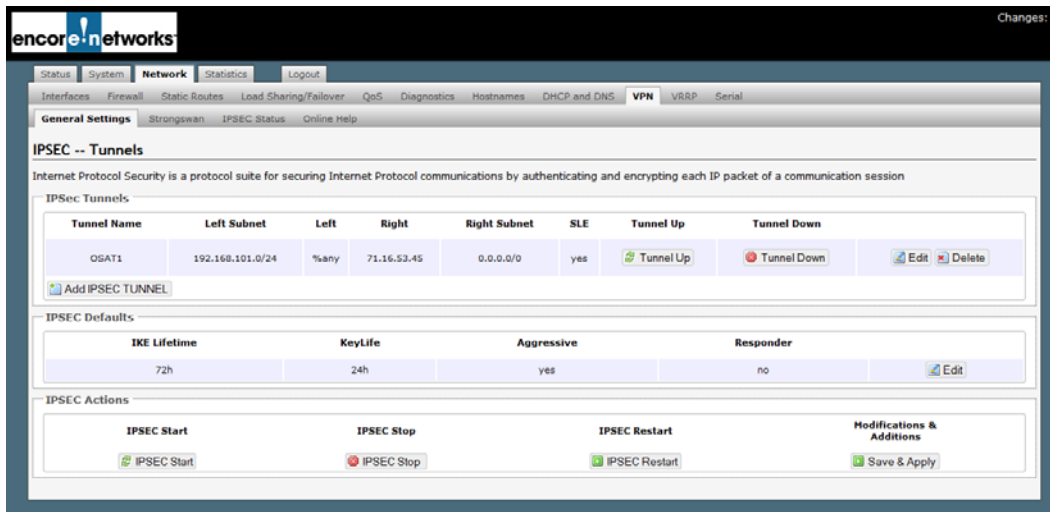 Changes:
encore!networks
Status System Network Statistics Logout
Interfaces Firewall Static Routes Load Sharing/Failover QoS Diagnostics Hostnames DHCP and DNS VPN VRRP Serial
General Settings Strongswan IPSEC Status Online Help
IPSEC -- Tunnels
Internet Protocol Security is a protocol suite for securing Internet Protocol communications by authenticating and encrypting each IP packet of a communication session
IPSec Tunnels
Tunnel Name Left Subnet Left Right Right Subnet SLE Tunnel Up Tunnel Down
OSAT1 192.168.101.0/24 %any 71.16.53.45 0.0.0.0/0 yes Tunnel Up Tunnel Down Edit Delete
Add IPSEC TUNNEL
IPSEC Defaults
IKE Lifetime KeyLife Aggressive Responder
72h 24h yes no Edit
IPSEC Actions
IPSEC Start IPSEC Stop IPSEC Restart Modifications & Additions
IPSEC Start IPSEC Stop IPSEC Restart Save & Apply